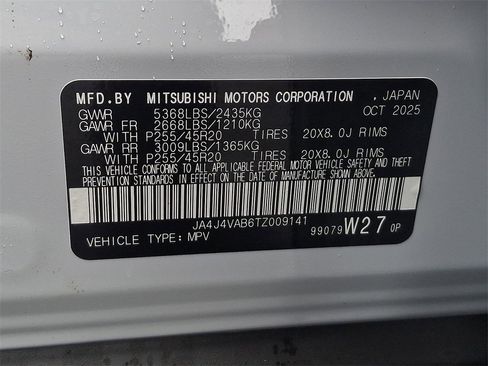 MFD.BY MITSUBISHI MOTORS CORPORATION , JAPAN
GVWR 5368LBS/2435KG OCT 2025
GAWR FR 2668LBS/1210KG
WITH P255/45R20 TIRES 20X8.0J RIMS
GAWR RR 3009LBS/1365KG
WITH P255/45R20 TIRES 20X8.0J RIMS
THIS VEHICLE CONFORMS TO ALL APPLICABLE FEDERAL MOTOR VEHICLE SAFETY AND THEFT
PREVENTION STANDARDS IN EFFECT ON THE DATE OF MANUFACTURE SHOWN ABOVE.
JA4J4VAB6TZ009141
VEHICLE TYPE: MPV 99079 W27 0P